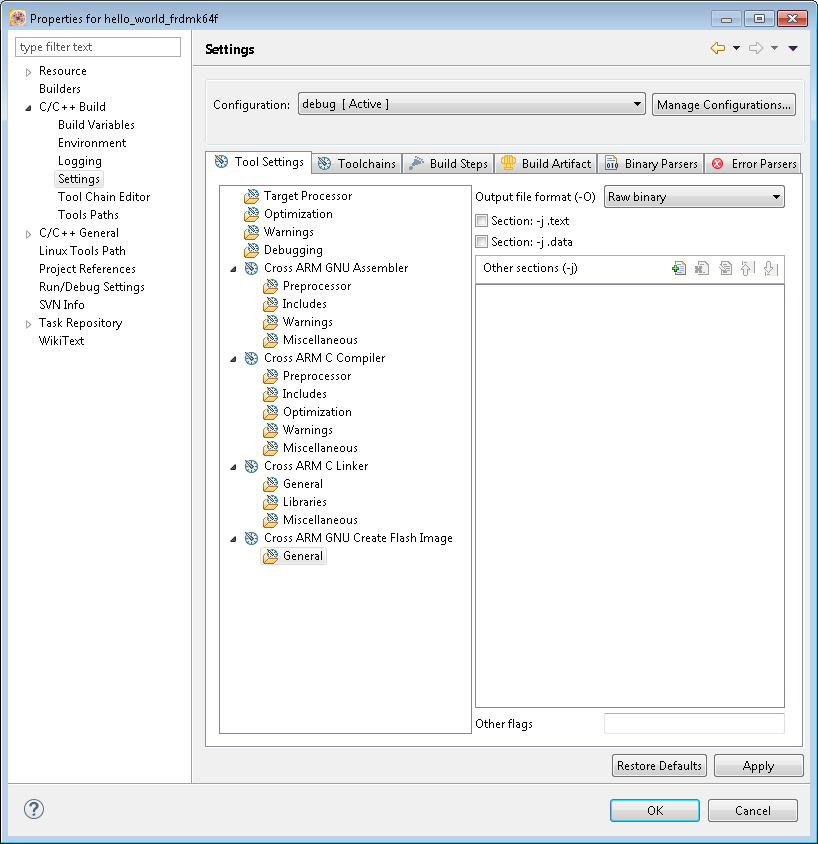 Properties for hello_world_frdmk64f
type filter text
Resource
Builders
C/C++ Build
Build Variables
Environment
Logging
Settings
Tool Chain Editor
Tools Paths
C/C++ General
Linux Tools Path
Project References
Run/Debug Settings
SVN Info
Task Repository
WikiText
Settings
Configuration: debug [ Active ] Manage Configurations...
Tool Settings Toolchains Build Steps Build Artifact Binary Parsers Error Parsers
Target Processor
Optimization
Warnings
Debugging
Cross ARM GNU Assembler
Preprocessor
Includes
Warnings
Miscellaneous
Cross ARM C Compiler
Preprocessor
Includes
Optimization
Warnings
Miscellaneous
Cross ARM C Linker
General
Libraries
Miscellaneous
Cross ARM GNU Create Flash Image
General
Output file format (-O) Raw binary
Section: -j .text
Section: -j .data
Other sections (-j)
Other flags
Restore Defaults Apply
? OK Cancel